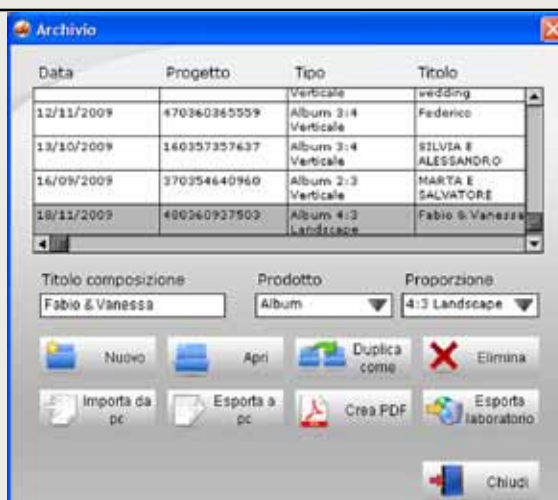 Archivio
Data Progetto Tipo Titolo
Verticale wedding
12/11/2009 470360365559 Album 3:4 Federico
Verticale
13/10/2009 160357357637 Album 3:4 SILVIA E
Verticale ALESSANDRO
16/09/2009 370354640960 Album 2:3 MARTA E
Verticale SALVATORE
18/11/2009 480360927503 Album 4:3 Fabio & Vanessa
Landscape
Titolo composizione Prodotto Proporzione
Fabio & Vanessa Album 4:3 Landscape
Nuovo Apri Duplica Elimina
come
Importa da Esporta a Crea PDF Esporta
pc pc laboratorio
Chiudi